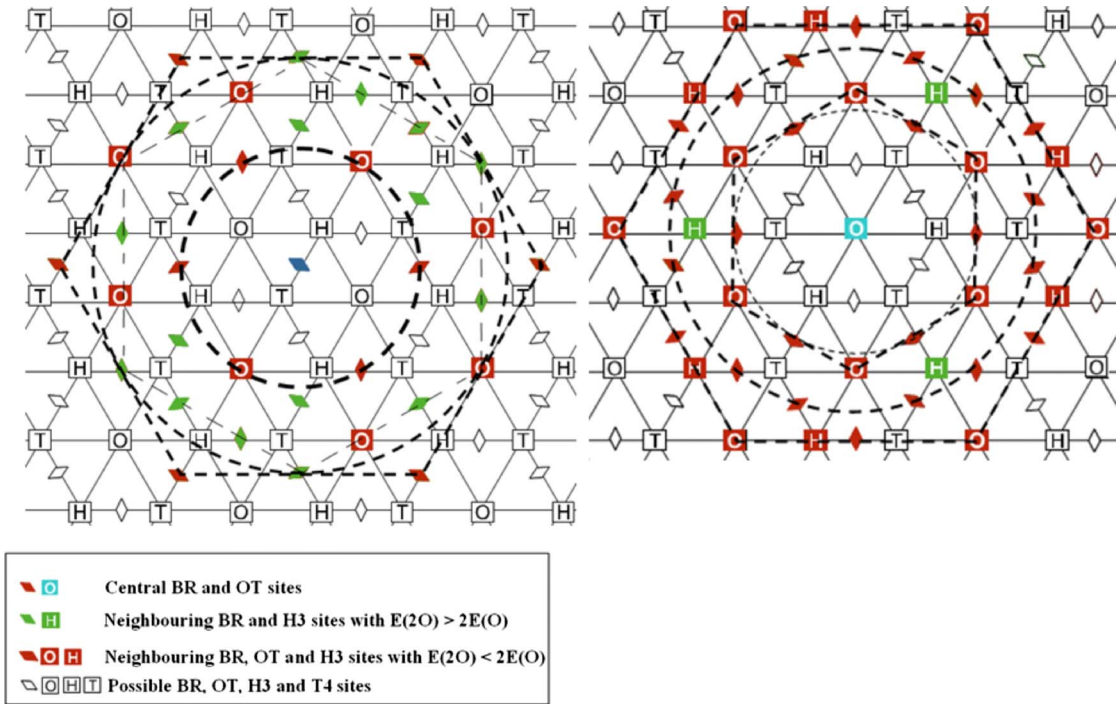 T O H T O H T
H T O H T O H
T O H T O H T
H T O H T O H
T O H T O H T
H T O H T O H
T O H T O H T
H T O H T O H
T O H T O H
O H T O H T O
T O H T O H
O H T O H T O
T O H T O H
O H T O H T O
T O H T O H
O Central BR and OT sites
H Neighbouring BR and H3 sites with E(2O) > 2E(O)
O H Neighbouring BR, OT and H3 sites with E(2O) < 2E(O)
O H T Possible BR, OT, H3 and T4 sites